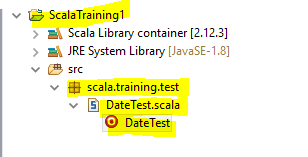 ScalaTraining1
Scala Library container [2.12.3]
JRE System Library [JavaSE-1.8]
src
scala.training.test
DateTest.scala
DateTest